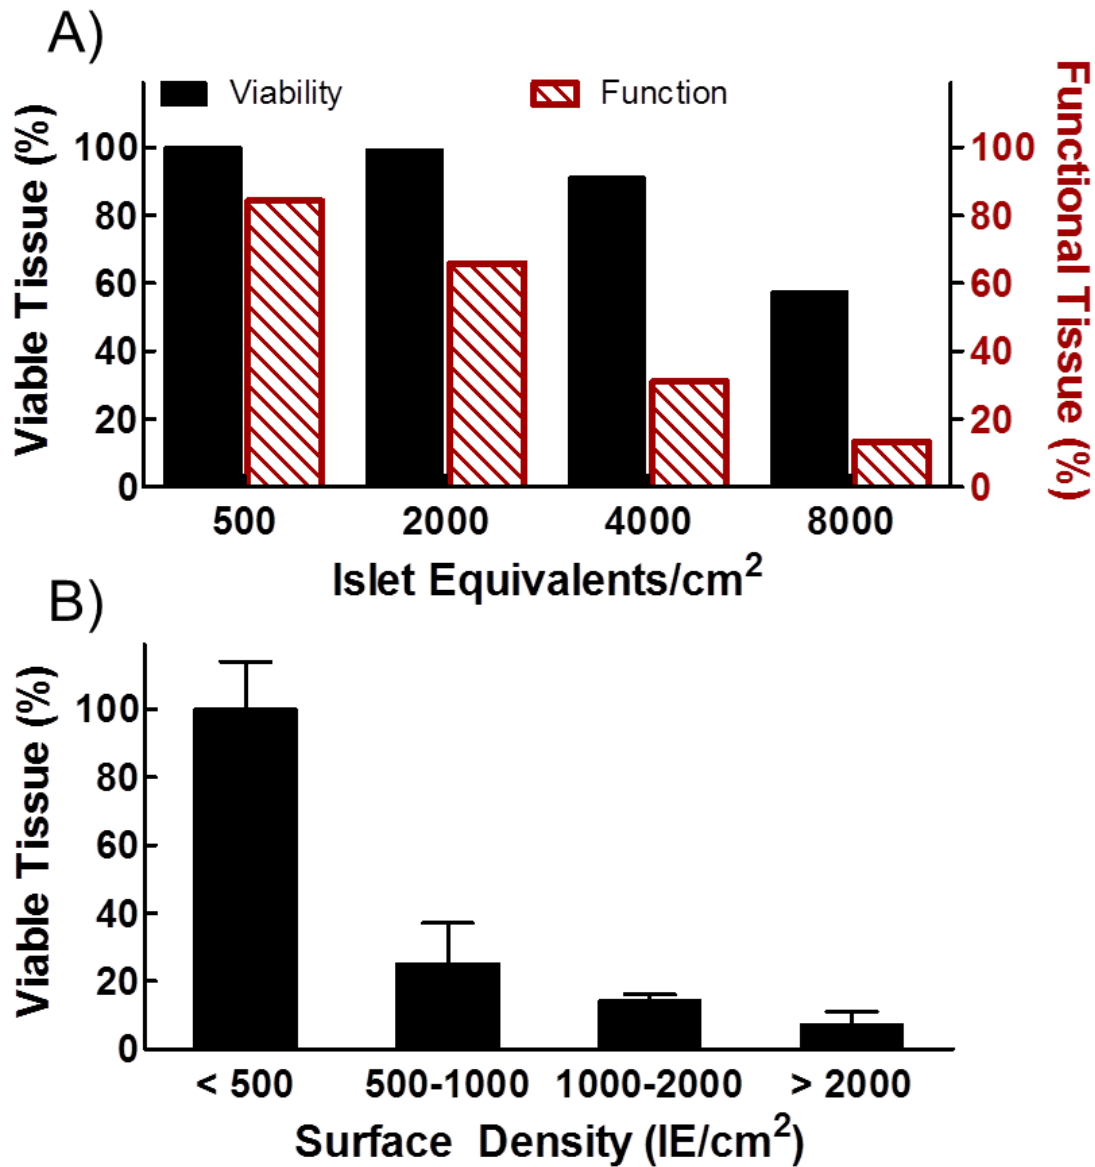 A)
Viability
Function
Viable Tissue (%)
100
80
60
40
20
0
Functional Tissue (%)
100
80
60
40
20
0
500
2000
4000
8000
Islet Equivalents/cm²
B)
Viable Tissue (%)
100
80
60
40
20
0
< 500
500-1000
1000-2000
> 2000
Surface Density (IE/cm²)